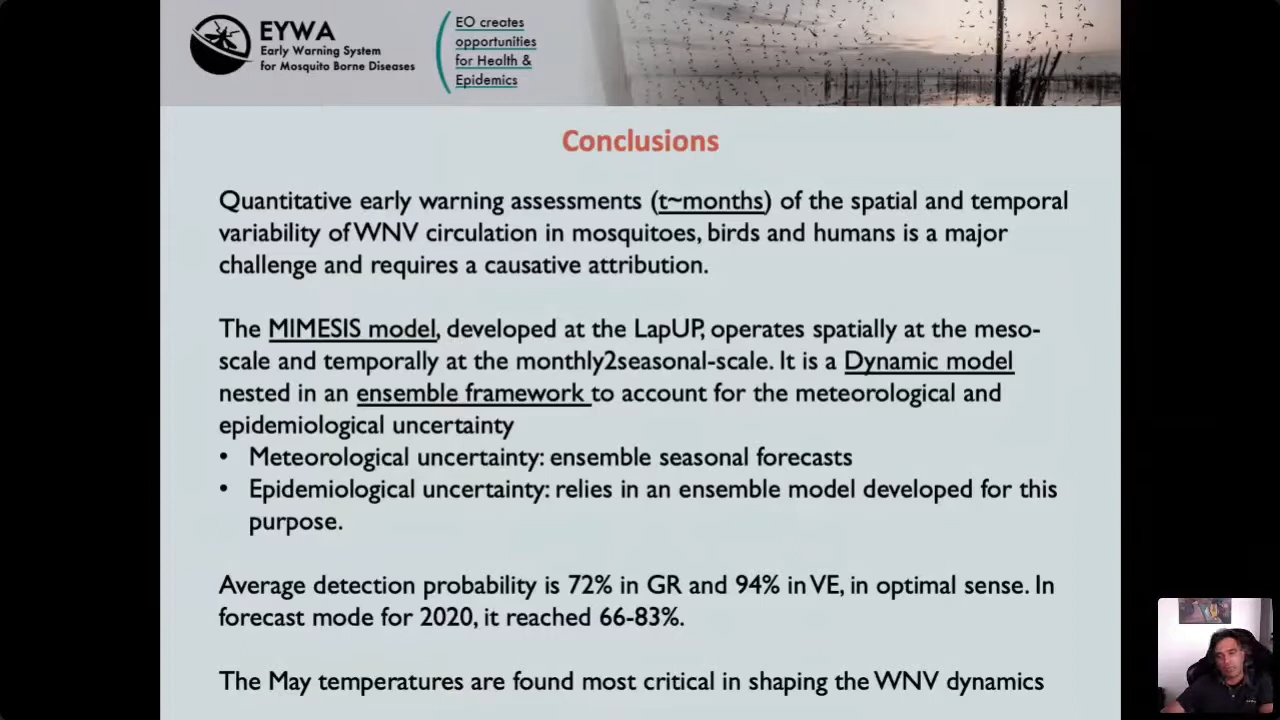 EYWA
Early Warning System
for Mosquito Borne Diseases
EO creates
opportunities
for Health &
Epidemics
Conclusions
Quantitative early warning assessments (t~months) of the spatial and temporal
variability of WNV circulation in mosquitoes, birds and humans is a major
challenge and requires a causative attribution.
The MIMESIS model, developed at the LapUP, operates spatially at the meso-
scale and temporally at the monthly2seasonal-scale. It is a Dynamic model
nested in an ensemble framework to account for the meteorological and
epidemiological uncertainty
• Meteorological uncertainty: ensemble seasonal forecasts
• Epidemiological uncertainty: relies in an ensemble model developed for this
purpose.
Average detection probability is 72% in GR and 94% in VE, in optimal sense. In
forecast mode for 2020, it reached 66-83%.
The May temperatures are found most critical in shaping the WNV dynamics